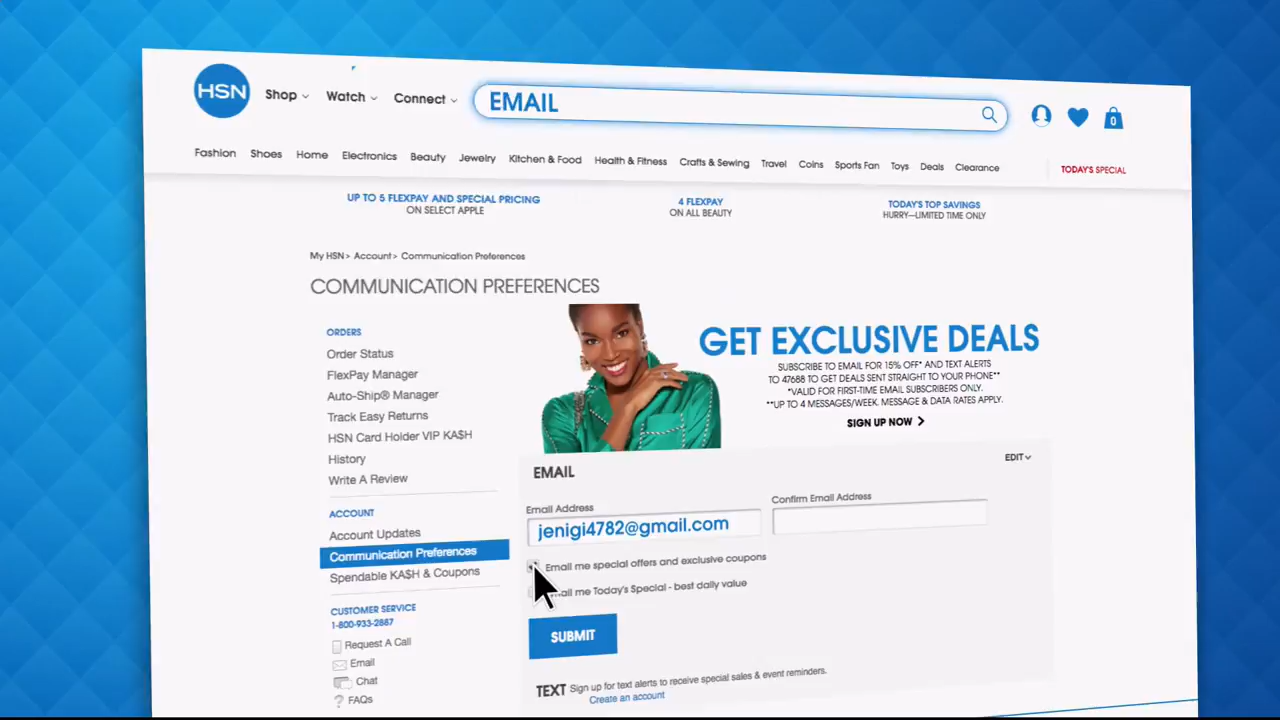 HSN
Shop
Watch
Connect
EMAIL
0
Fashion
Shoes
Home
Electronics
Beauty
Jewelry
Kitchen & Food
Health & Fitness
Crafts & Sewing
Travel
Coins
Sports Fan
Toys
Deals
Clearance
TODAY'S SPECIAL
UP TO 5 FLEXPAY AND SPECIAL PRICING
ON SELECT APPLE
4 FLEXPAY
ON ALL BEAUTY
TODAY'S TOP SAVINGS
HURRY—LIMITED TIME ONLY
My HSN > Account > Communication Preferences
COMMUNICATION PREFERENCES
ORDERS
Order Status
FlexPay Manager
Auto-Ship® Manager
Track Easy Returns
HSN Card Holder VIP KA$H
History
Write A Review
ACCOUNT
Account Updates
Communication Preferences
Spendable KA$H & Coupons
CUSTOMER SERVICE
1-800-933-2887
Request A Call
Email
Chat
FAQs
GET EXCLUSIVE DEALS
SUBSCRIBE TO EMAIL FOR 15% OFF* AND TEXT ALERTS
TO 47688 TO GET DEALS SENT STRAIGHT TO YOUR PHONE**
*VALID FOR FIRST-TIME EMAIL SUBSCRIBERS ONLY.
**UP TO 4 MESSAGES/WEEK. MESSAGE & DATA RATES APPLY.
SIGN UP NOW >
EMAIL
EDIT
Email Address
jenigi4782@gmail.com
Confirm Email Address
Email me special offers and exclusive coupons
me Today's Special - best daily value
SUBMIT
TEXT Sign up for text alerts to receive special sales & event reminders.
Create an account